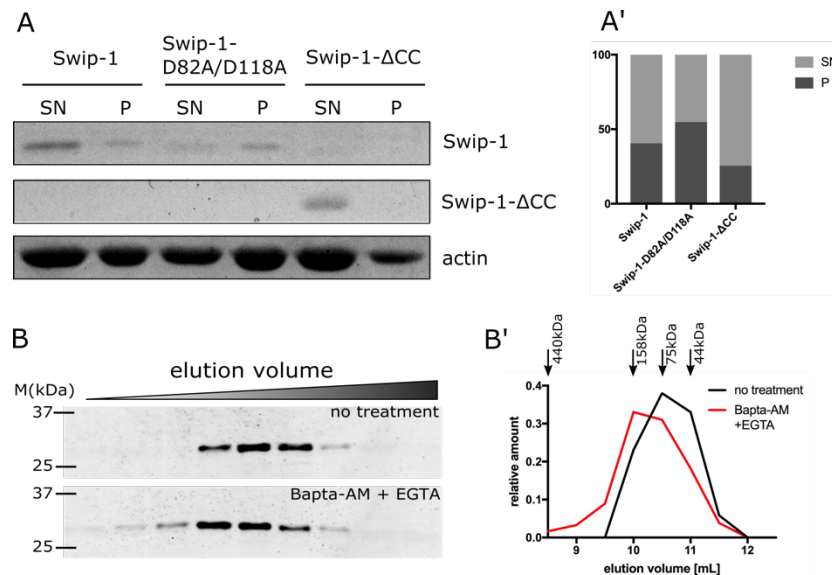 A
Swip-1
Swip-1-
D82A/D118A
Swip-1-ΔCC
SN P SN P SN P
Swip-1
Swip-1-ΔCC
actin
A'
100
50
0
P
Swip-1
Swip-1-D82A/D118A
Swip-1-ΔCC
B
elution volume
M(kDa)
no treatment
37
25
Bapta-AM + EGTA
37
25
B'
440kDa
158kDa
75kDa
44kDa
no treatment
Bapta-AM
+EGTA
relative amount
0.4
0.3
0.2
0.1
0.0
9 10 11 12
elution volume [mL]